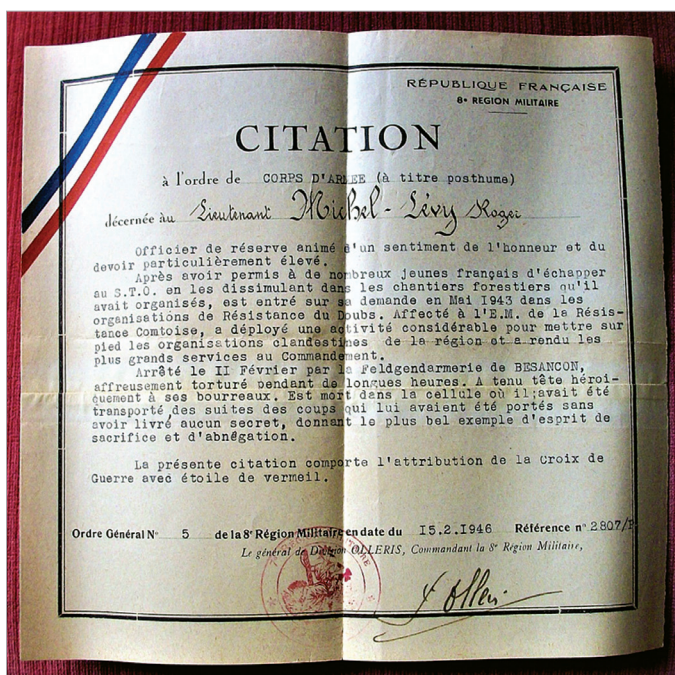 RÉPUBLIQUE FRANÇAISE
8e REGION MILITAIRE
CITATION
à l'ordre de CORPS D'ARMEE (à titre posthume)
décernée au Lieutenant Michel-Lévy Roger
Officier de réserve animé d'un sentiment de l'honneur et du
devoir particulièrement élevé.
Après avoir permis à de nombreux jeunes français d'échapper
au S.T.O. en les dissimulant dans les chantiers forestiers qu'il
avait organisés, est entré sur sa demande en Mai 1943 dans les
organisations de Résistance du Doubs. Affecté à l'E.M. de la Résis-
tance Comtoise, a déployé une activité considérable pour mettre sur
pied les organisations clandestines de la région et a rendu les
plus grands services au Commandement.
Arrêté le II Février par la Feldgendarmerie de BESANCON,
affreusement torturé pendant de longues heures. A tenu tête héroi-
quement à ses bourreaux. Est mort dans la cellule où il;avait été
transporté des suites des coups qui lui avaient été portés sans
avoir livré aucun secret, donnant le plus bel exemple d'esprit de
sacrifice et d'abnégation.
La présente citation comporte l'attribution de la Croix de
Guerre avec étoile de vermeil.
Ordre Général N° 5 de la 8e Région Militaire en date du I5.2.I946 Référence n° 2807/
Le général de Division OLLERIS, Commandant la 8e Region Militaire,